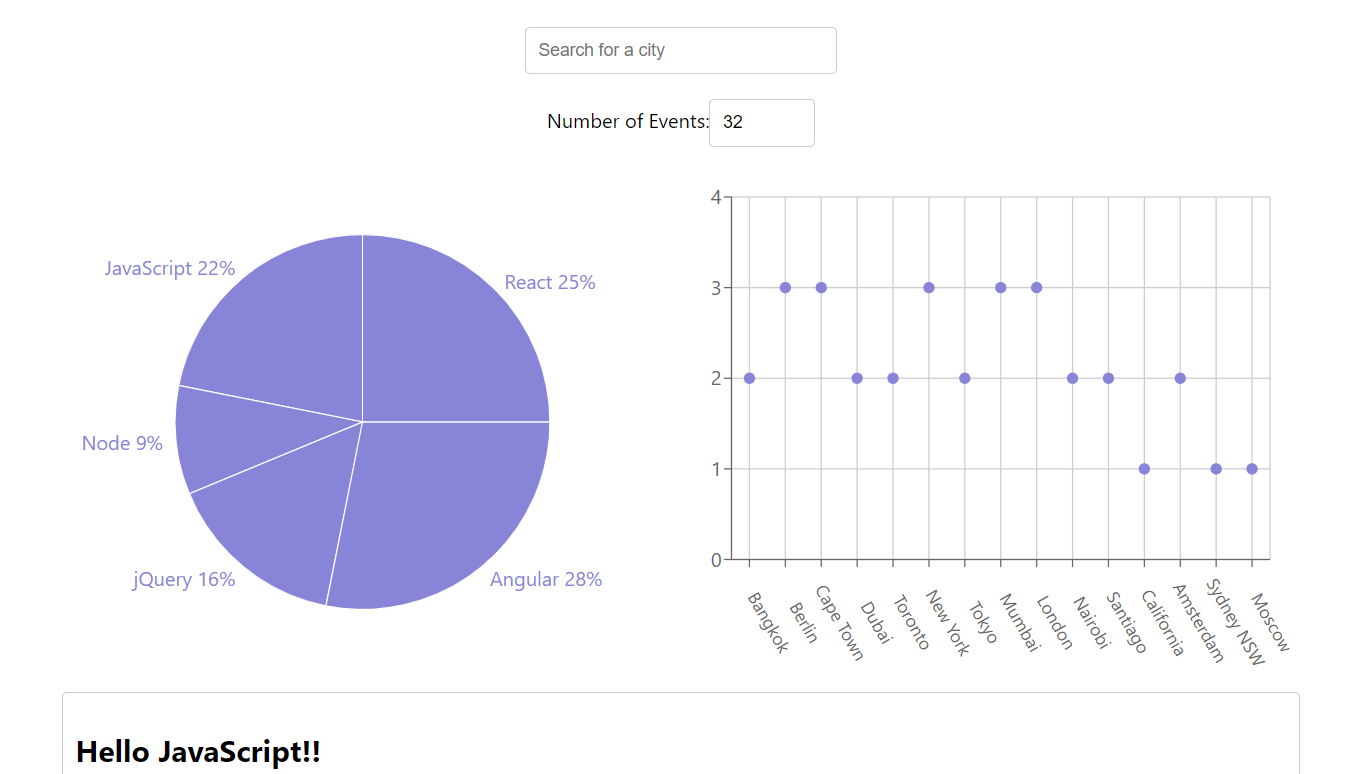 Search for a city
Number of Events: 32
JavaScript 22%
React 25%
Node 9%
jQuery 16%
Angular 28%
4
3
2
1
0
Bangkok
Berlin
Cape Town
Dubai
Toronto
New York
Tokyo
Mumbai
London
Nairobi
Santiago
California
Amsterdam
Sydney NSW
Moscow
Hello JavaScript!!